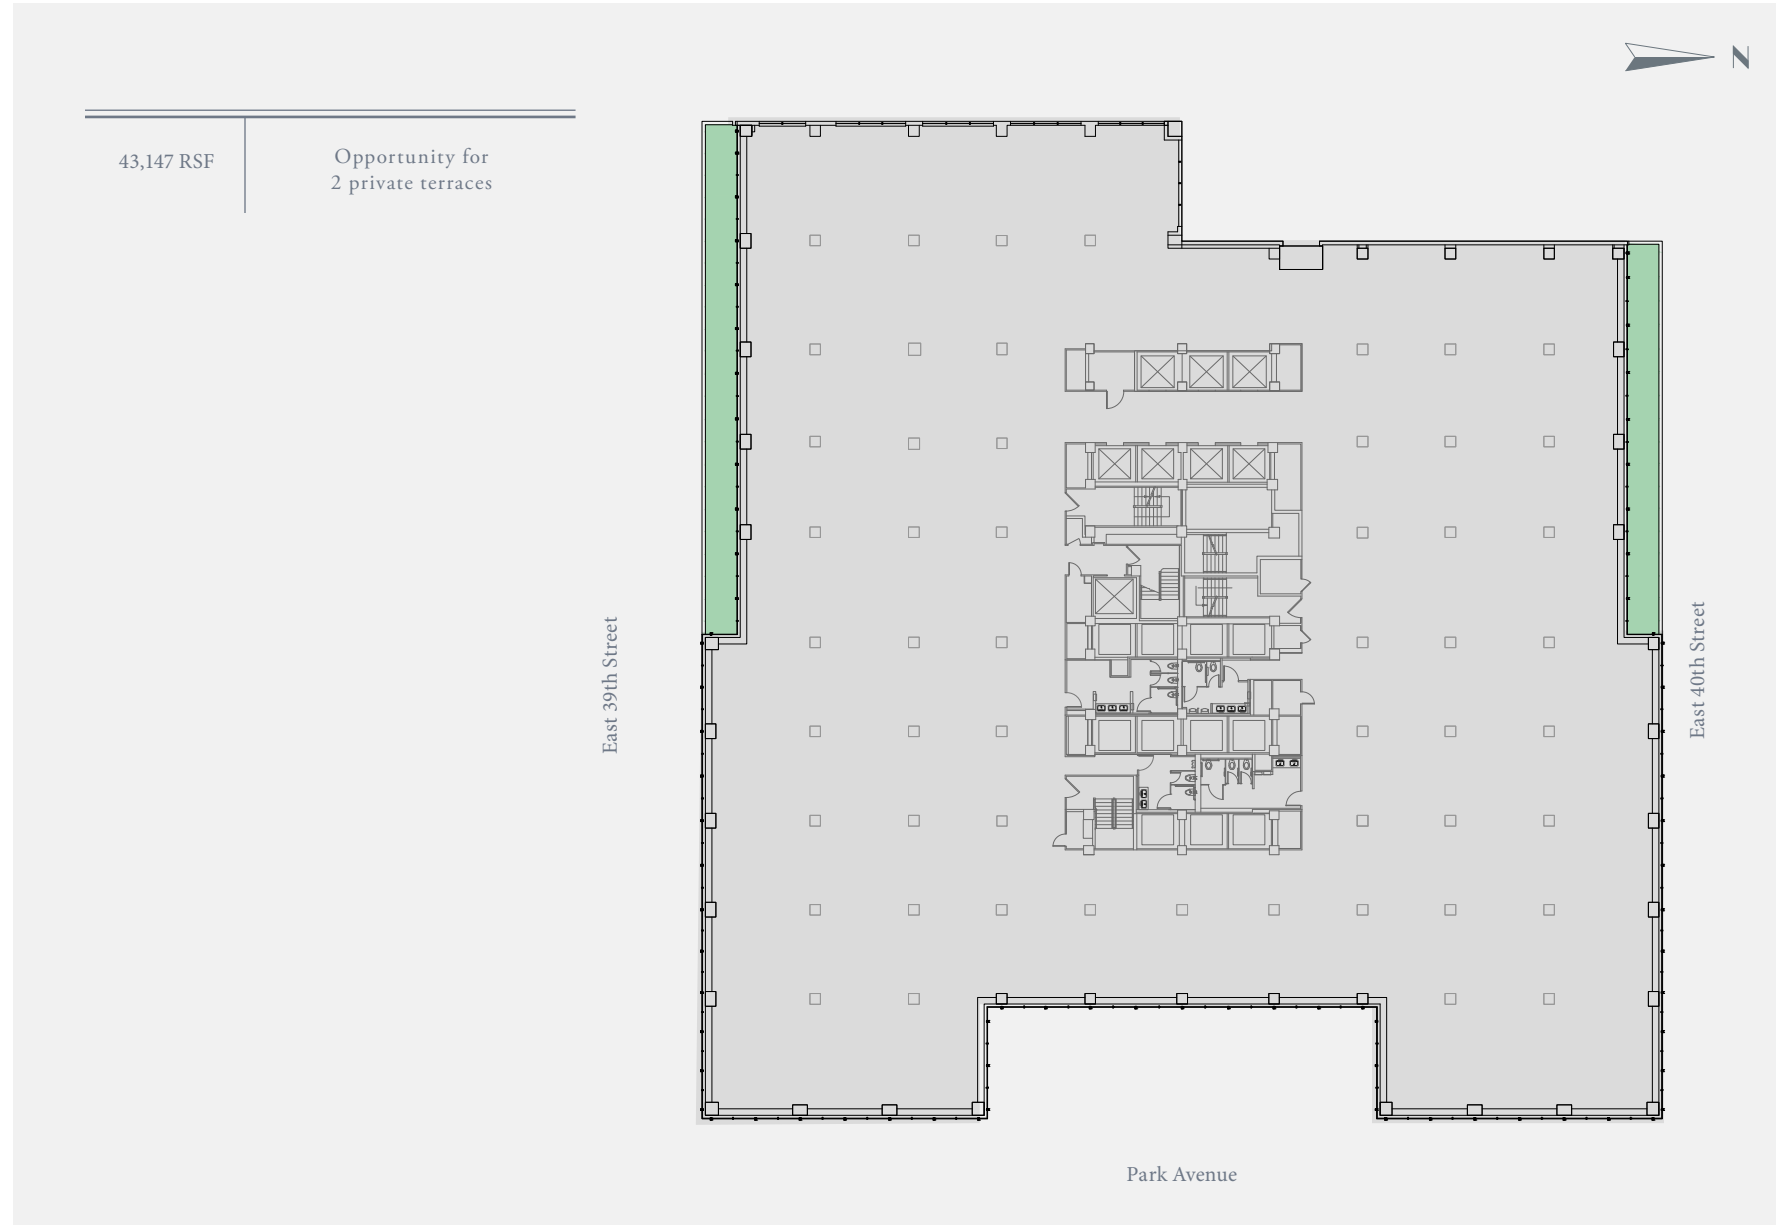 N
43,147 RSF
Opportunity for
2 private terraces
East 39th Street
East 40th Street
Park Avenue